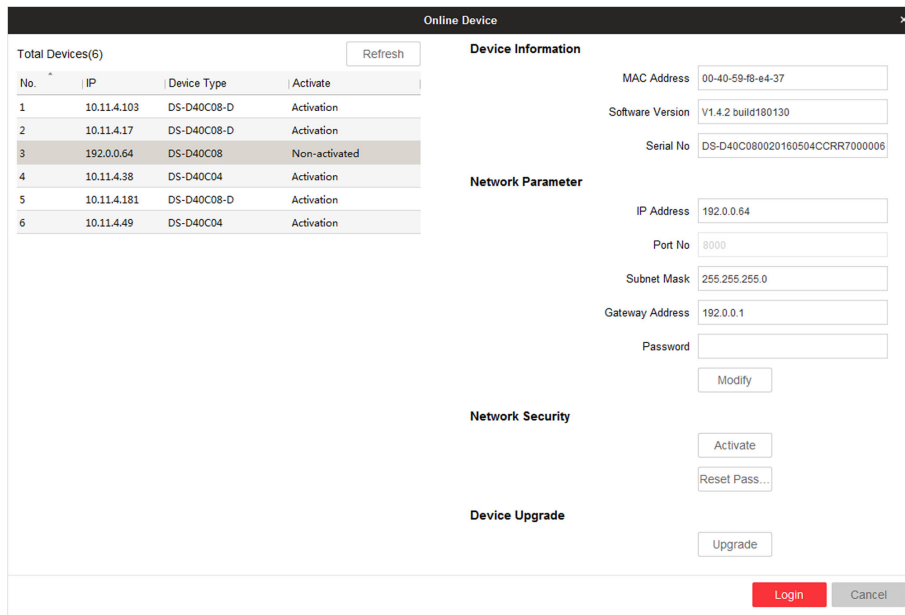 Online Device
Total Devices(6)
Refresh
No. IP Device Type Activate
1 10.11.4.103 DS-D40C08-D Activation
2 10.11.4.17 DS-D40C08-D Activation
3 192.0.0.64 DS-D40C08 Non-activated
4 10.11.4.38 DS-D40C04 Activation
5 10.11.4.181 DS-D40C08-D Activation
6 10.11.4.49 DS-D40C04 Activation
Device Information
MAC Address 00-40-59-f8-e4-37
Software Version V1.4.2 build180130
Serial No DS-D40C080020160504CCRR7000006
Network Parameter
IP Address 192.0.0.64
Port No 8000
Subnet Mask 255.255.255.0
Gateway Address 192.0.0.1
Password
Modify
Network Security
Activate
Reset Pass...
Device Upgrade
Upgrade
Login Cancel